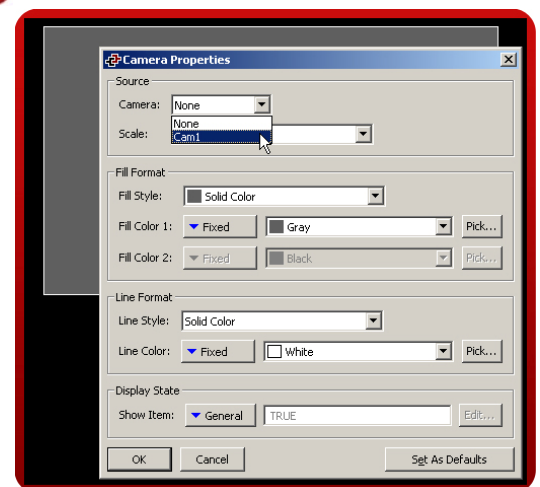 Camera Properties
Source
Camera: None
None
Cam1
Scale:
Fill Format
Fill Style: Solid Color
Fill Color 1: Fixed Gray Pick...
Fill Color 2: Fixed Black Pick...
Line Format
Line Style: Solid Color
Line Color: Fixed White Pick...
Display State
Show Item: General TRUE Edit...
OK Cancel Set As Defaults